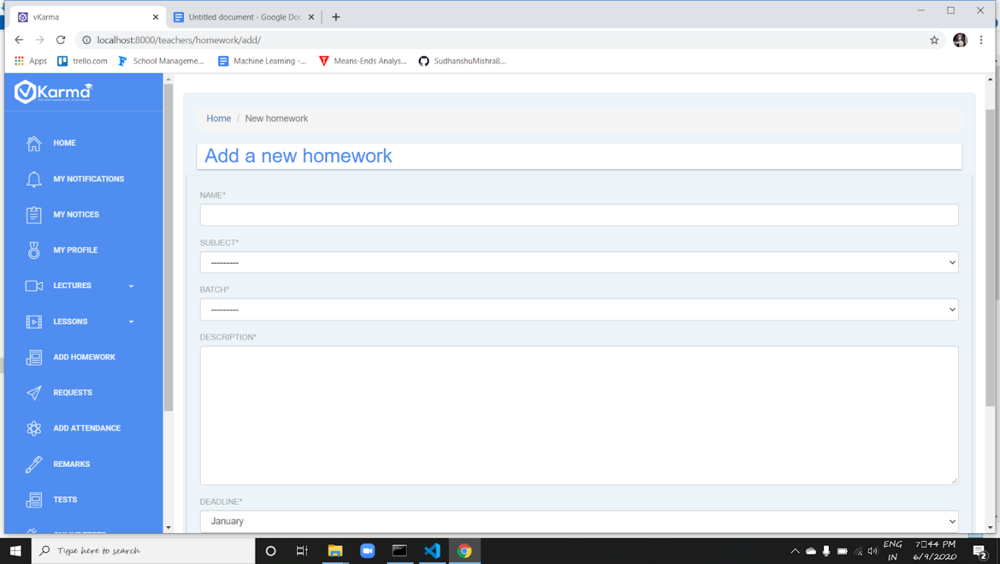 vKarma
Untitled document - Google Doc
localhost:8000/teachers/homework/add/
Apps
trello.com
School Manageme...
Machine Learning -...
Means-Ends Analys...
SudhanshuMishra8...
VKarma
HOME
MY NOTIFICATIONS
MY NOTICES
MY PROFILE
LECTURES
LESSONS
ADD HOMEWORK
REQUESTS
ADD ATTENDANCE
REMARKS
TESTS
ONLINE TESTS
Home / New homework
Add a new homework
NAME*
SUBJECT*
---------
BATCH*
---------
DESCRIPTION*
DEADLINE*
January
Type here to search
ENG
IN
7□44 PM
6/9/2020
2